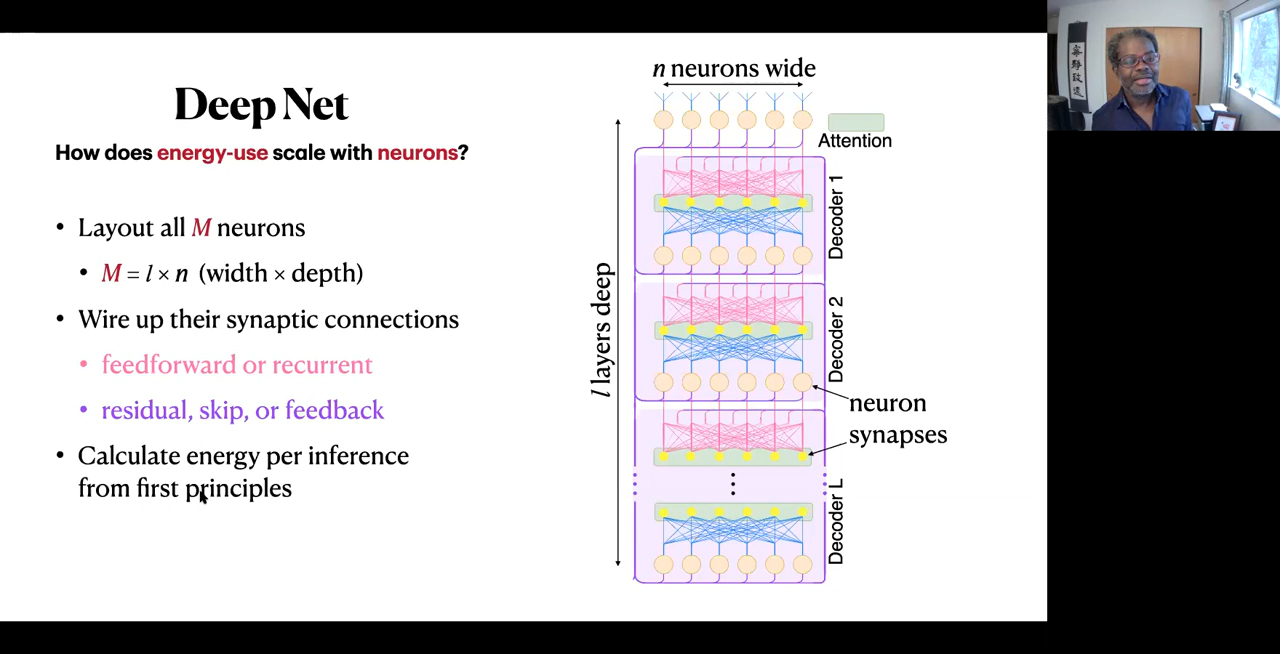 Deep Net
How does energy-use scale with neurons?
• Layout all M neurons
• M = l × n (width × depth)
• Wire up their synaptic connections
• feedforward or recurrent
• residual, skip, or feedback
• Calculate energy per inference
from first principles
n neurons wide
Attention
l layers deep
Decoder 1
Decoder 2
neuron
synapses
Decoder L